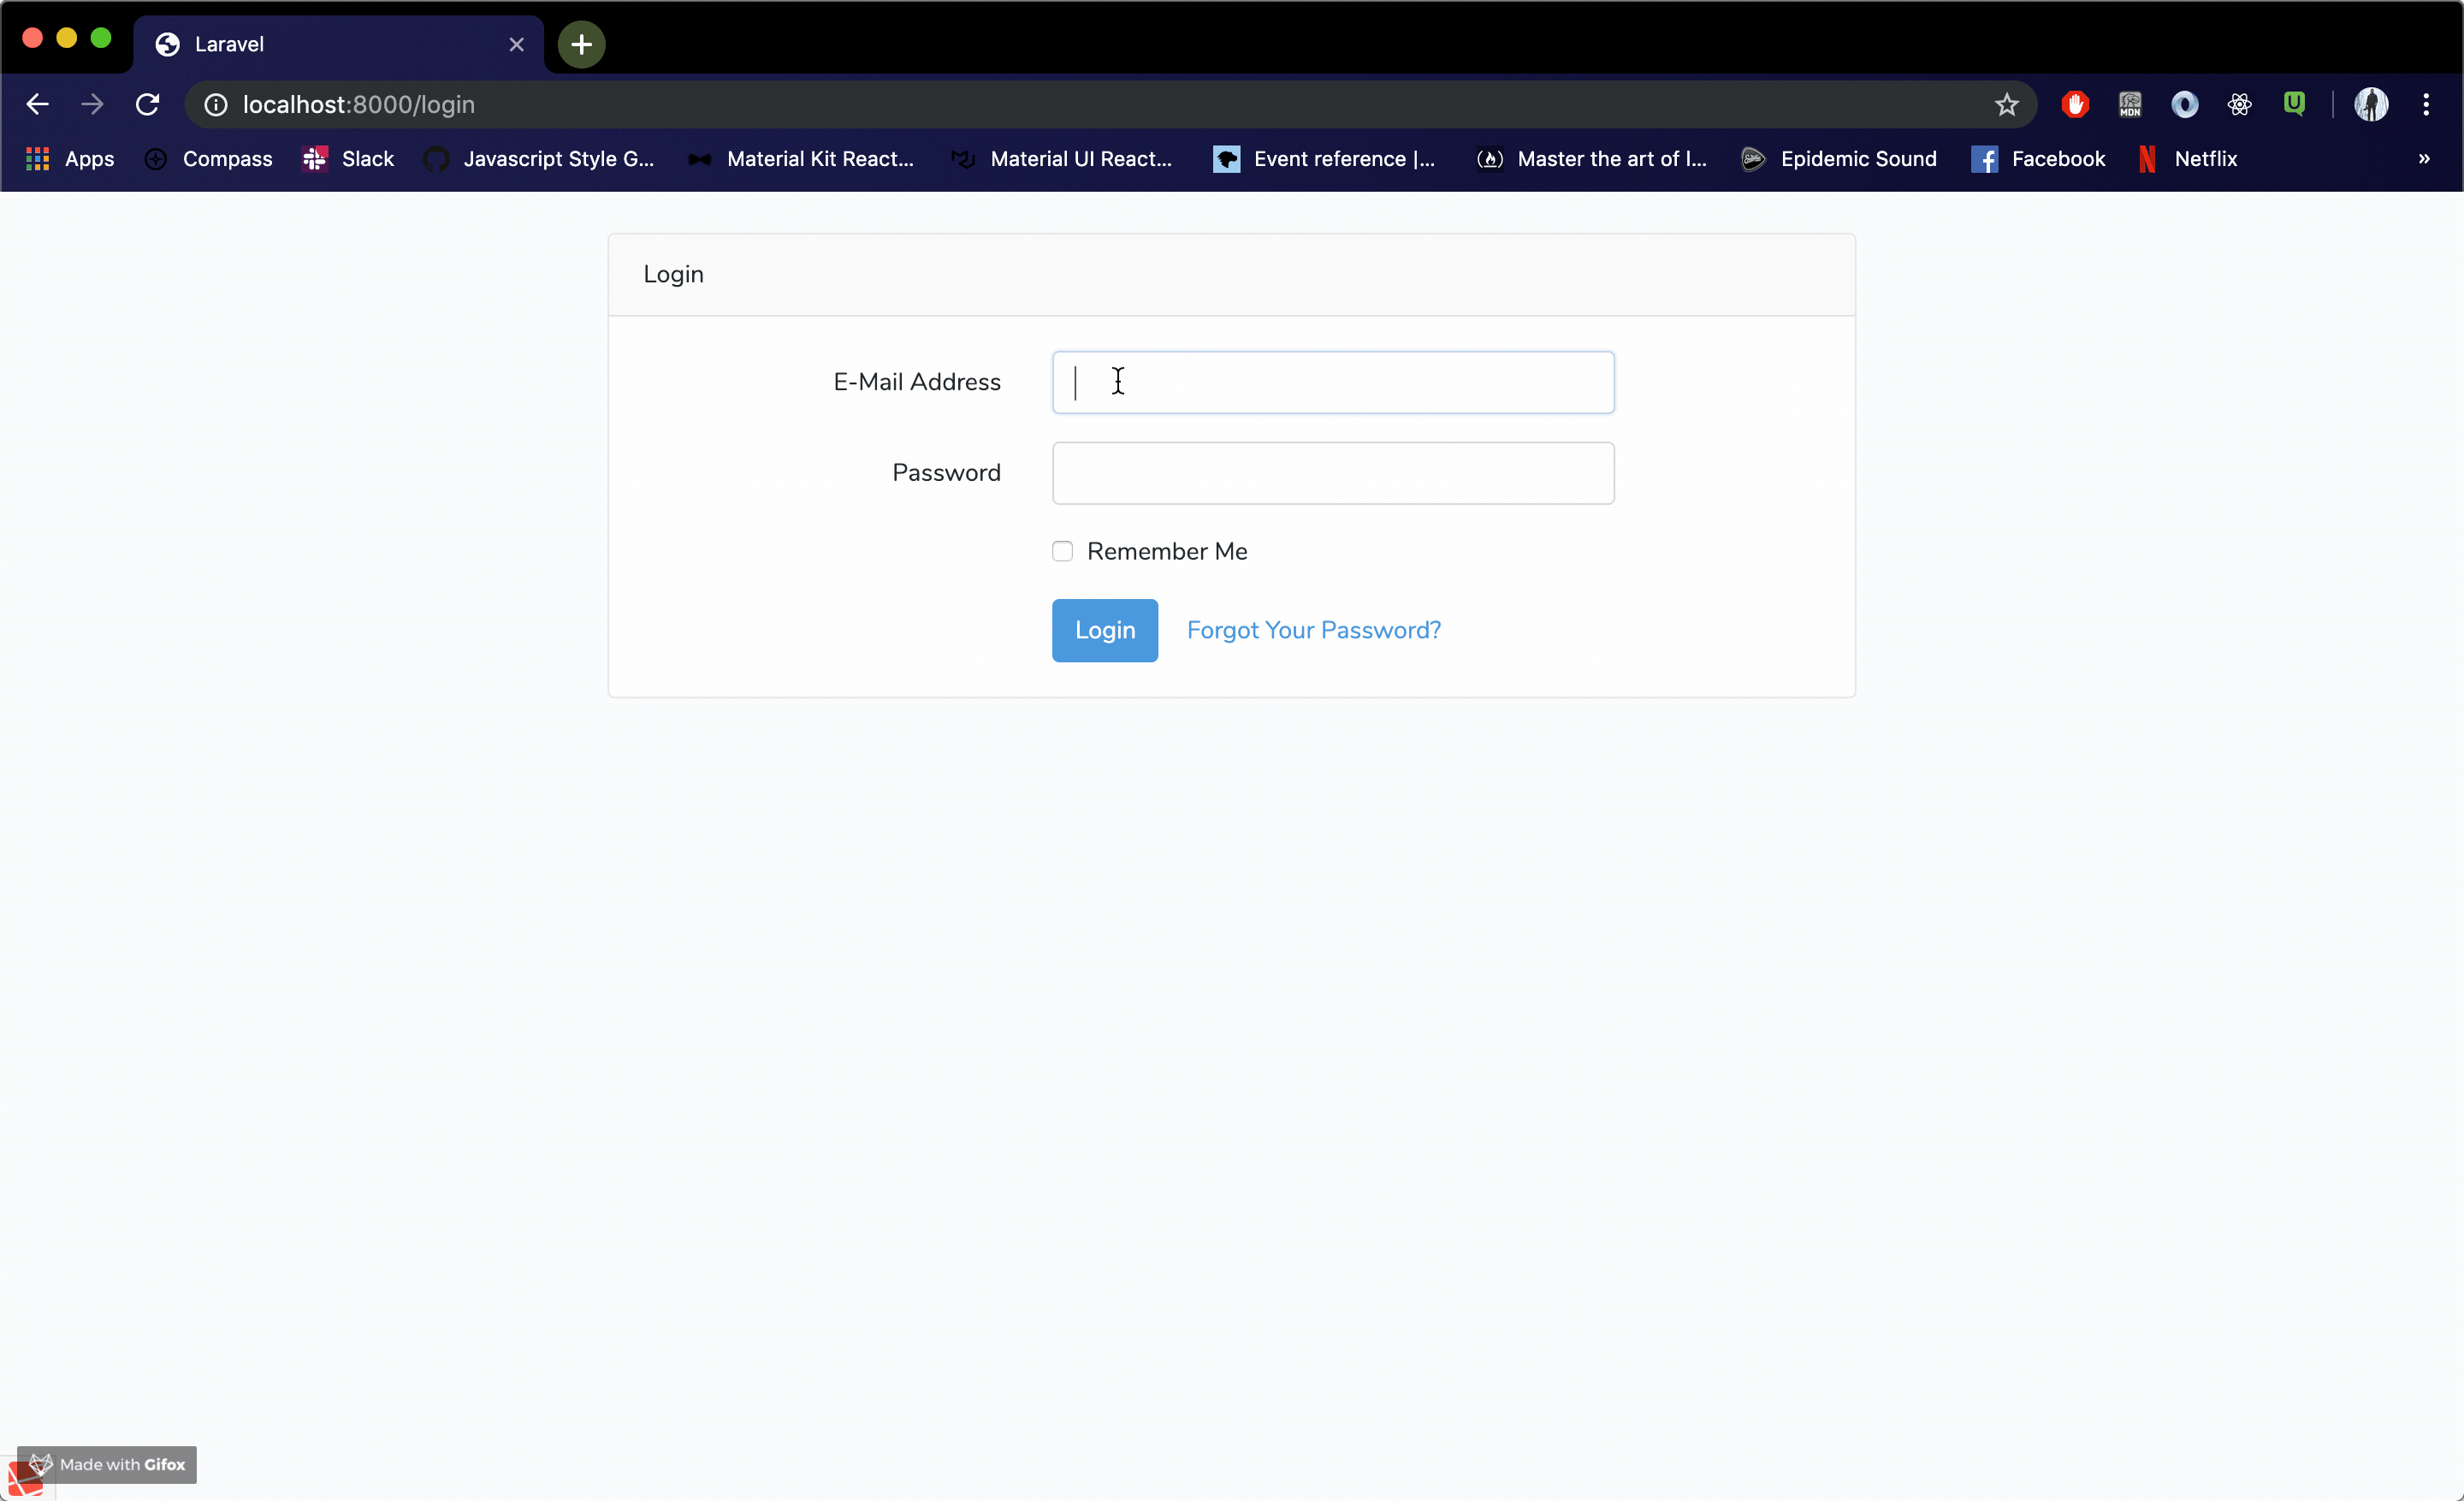 Laravel
localhost:8000/login
MDN
U
Apps Compass Slack Javascript Style G... Material Kit React... Material UI React... Event reference |... Master the art of l... Epidemic Sound Facebook Netflix »
Login
E-Mail Address
Password
Remember Me
Login Forgot Your Password?
Made with Gifox